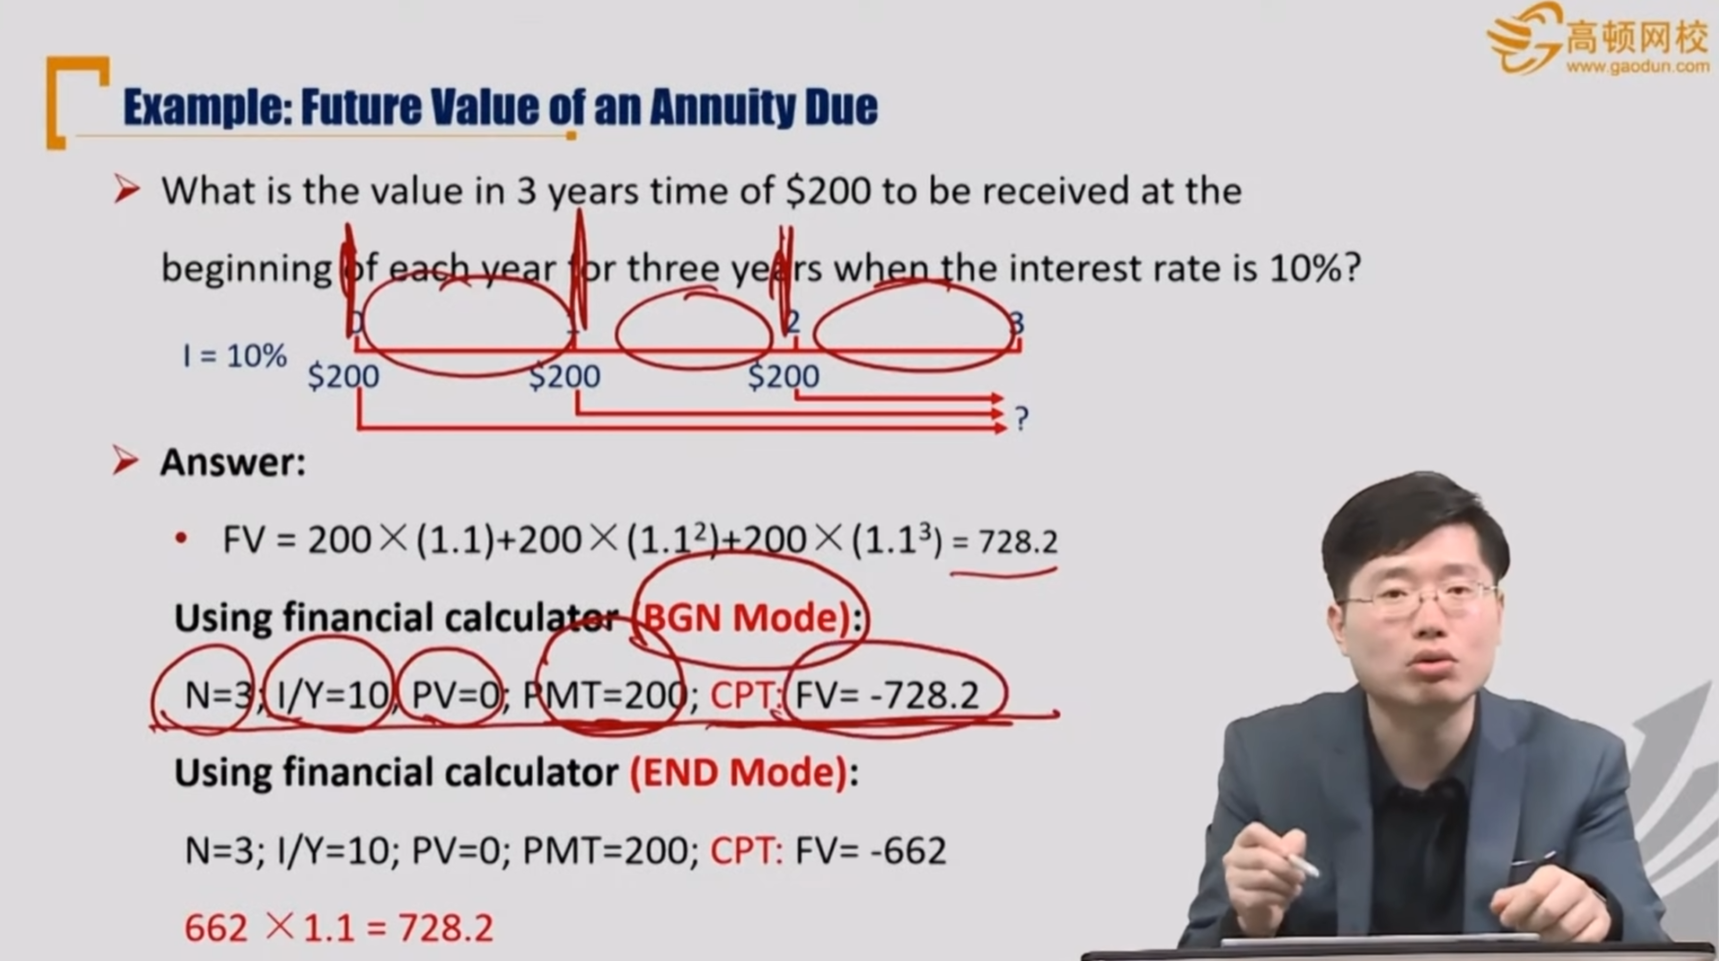 高顿网校
www.gaodun.com
Example: Future Value of an Annuity Due
What is the value in 3 years time of $200 to be received at the
beginning of each year for three years when the interest rate is 10%?
0 1 2 3
I = 10%
$200 $200 $200
?
Answer:
• FV = 200×(1.1)+200×(1.1²)+200×(1.1³) = 728.2
Using financial calculator (BGN Mode):
N=3; I/Y=10; PV=0; PMT=200; CPT: FV= -728.2
Using financial calculator (END Mode):
N=3; I/Y=10; PV=0; PMT=200; CPT: FV= -662
662 ×1.1 = 728.2